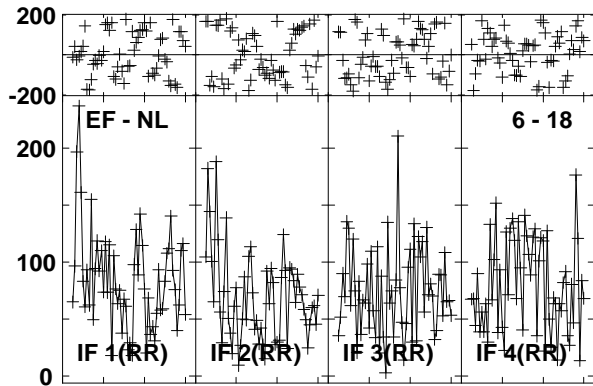 200
-200
EF - NL
6 - 18
200
100
IF 1(RR)
IF 2(RR)
IF 3(RR)
IF 4(RR)
0